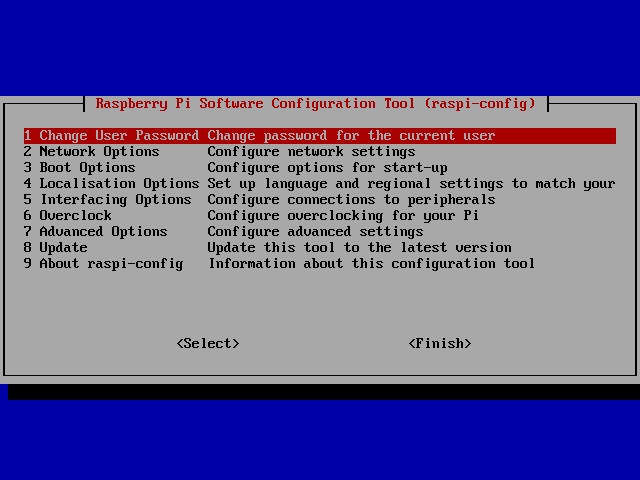 Raspberry Pi Software Configuration Tool (raspi-config)
1 Change User Password Change password for the current user
2 Network Options Configure network settings
3 Boot Options Configure options for start-up
4 Localisation Options Set up language and regional settings to match your
5 Interfacing Options Configure connections to peripherals
6 Overclock Configure overclocking for your Pi
7 Advanced Options Configure advanced settings
8 Update Update this tool to the latest version
9 About raspi-config Information about this configuration tool
<Select> <Finish>